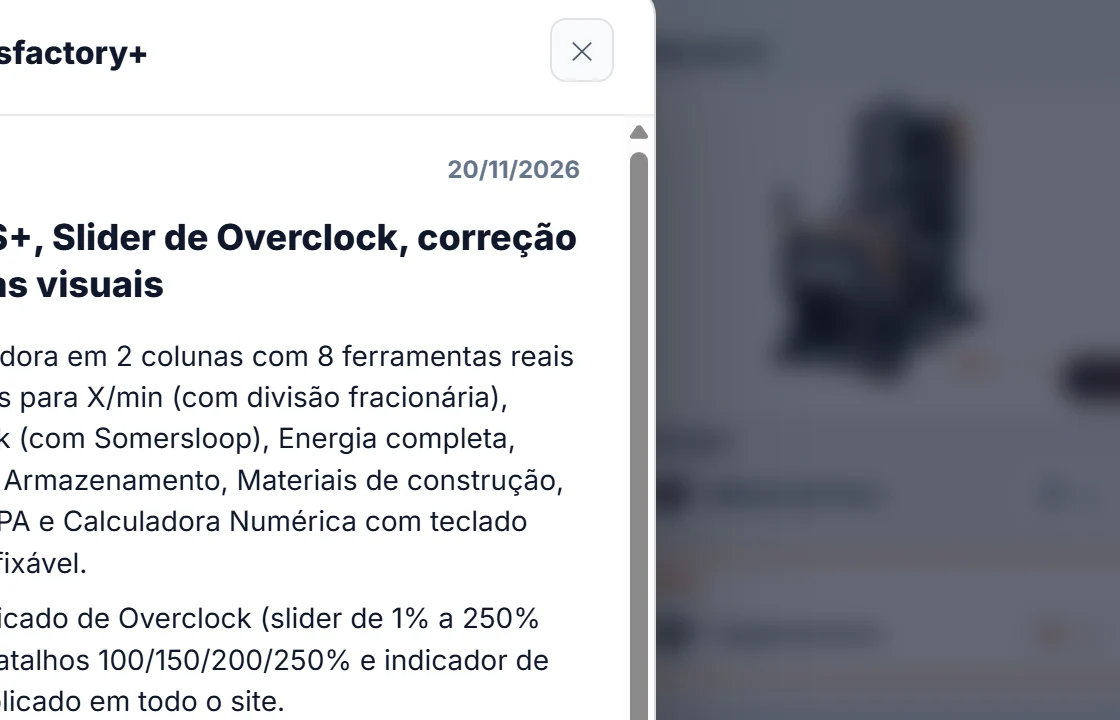 sfactory+
20/11/2026
S+, Slider de Overclock, correção
as visuais
dora em 2 colunas com 8 ferramentas reais
s para X/min (com divisão fracionária),
k (com Somersloop), Energia completa,
Armazenamento, Materiais de construção,
PA e Calculadora Numérica com teclado
fixável.
icado de Overclock (slider de 1% a 250%
atalhos 100/150/200/250% e indicador de
plicado em todo o site.